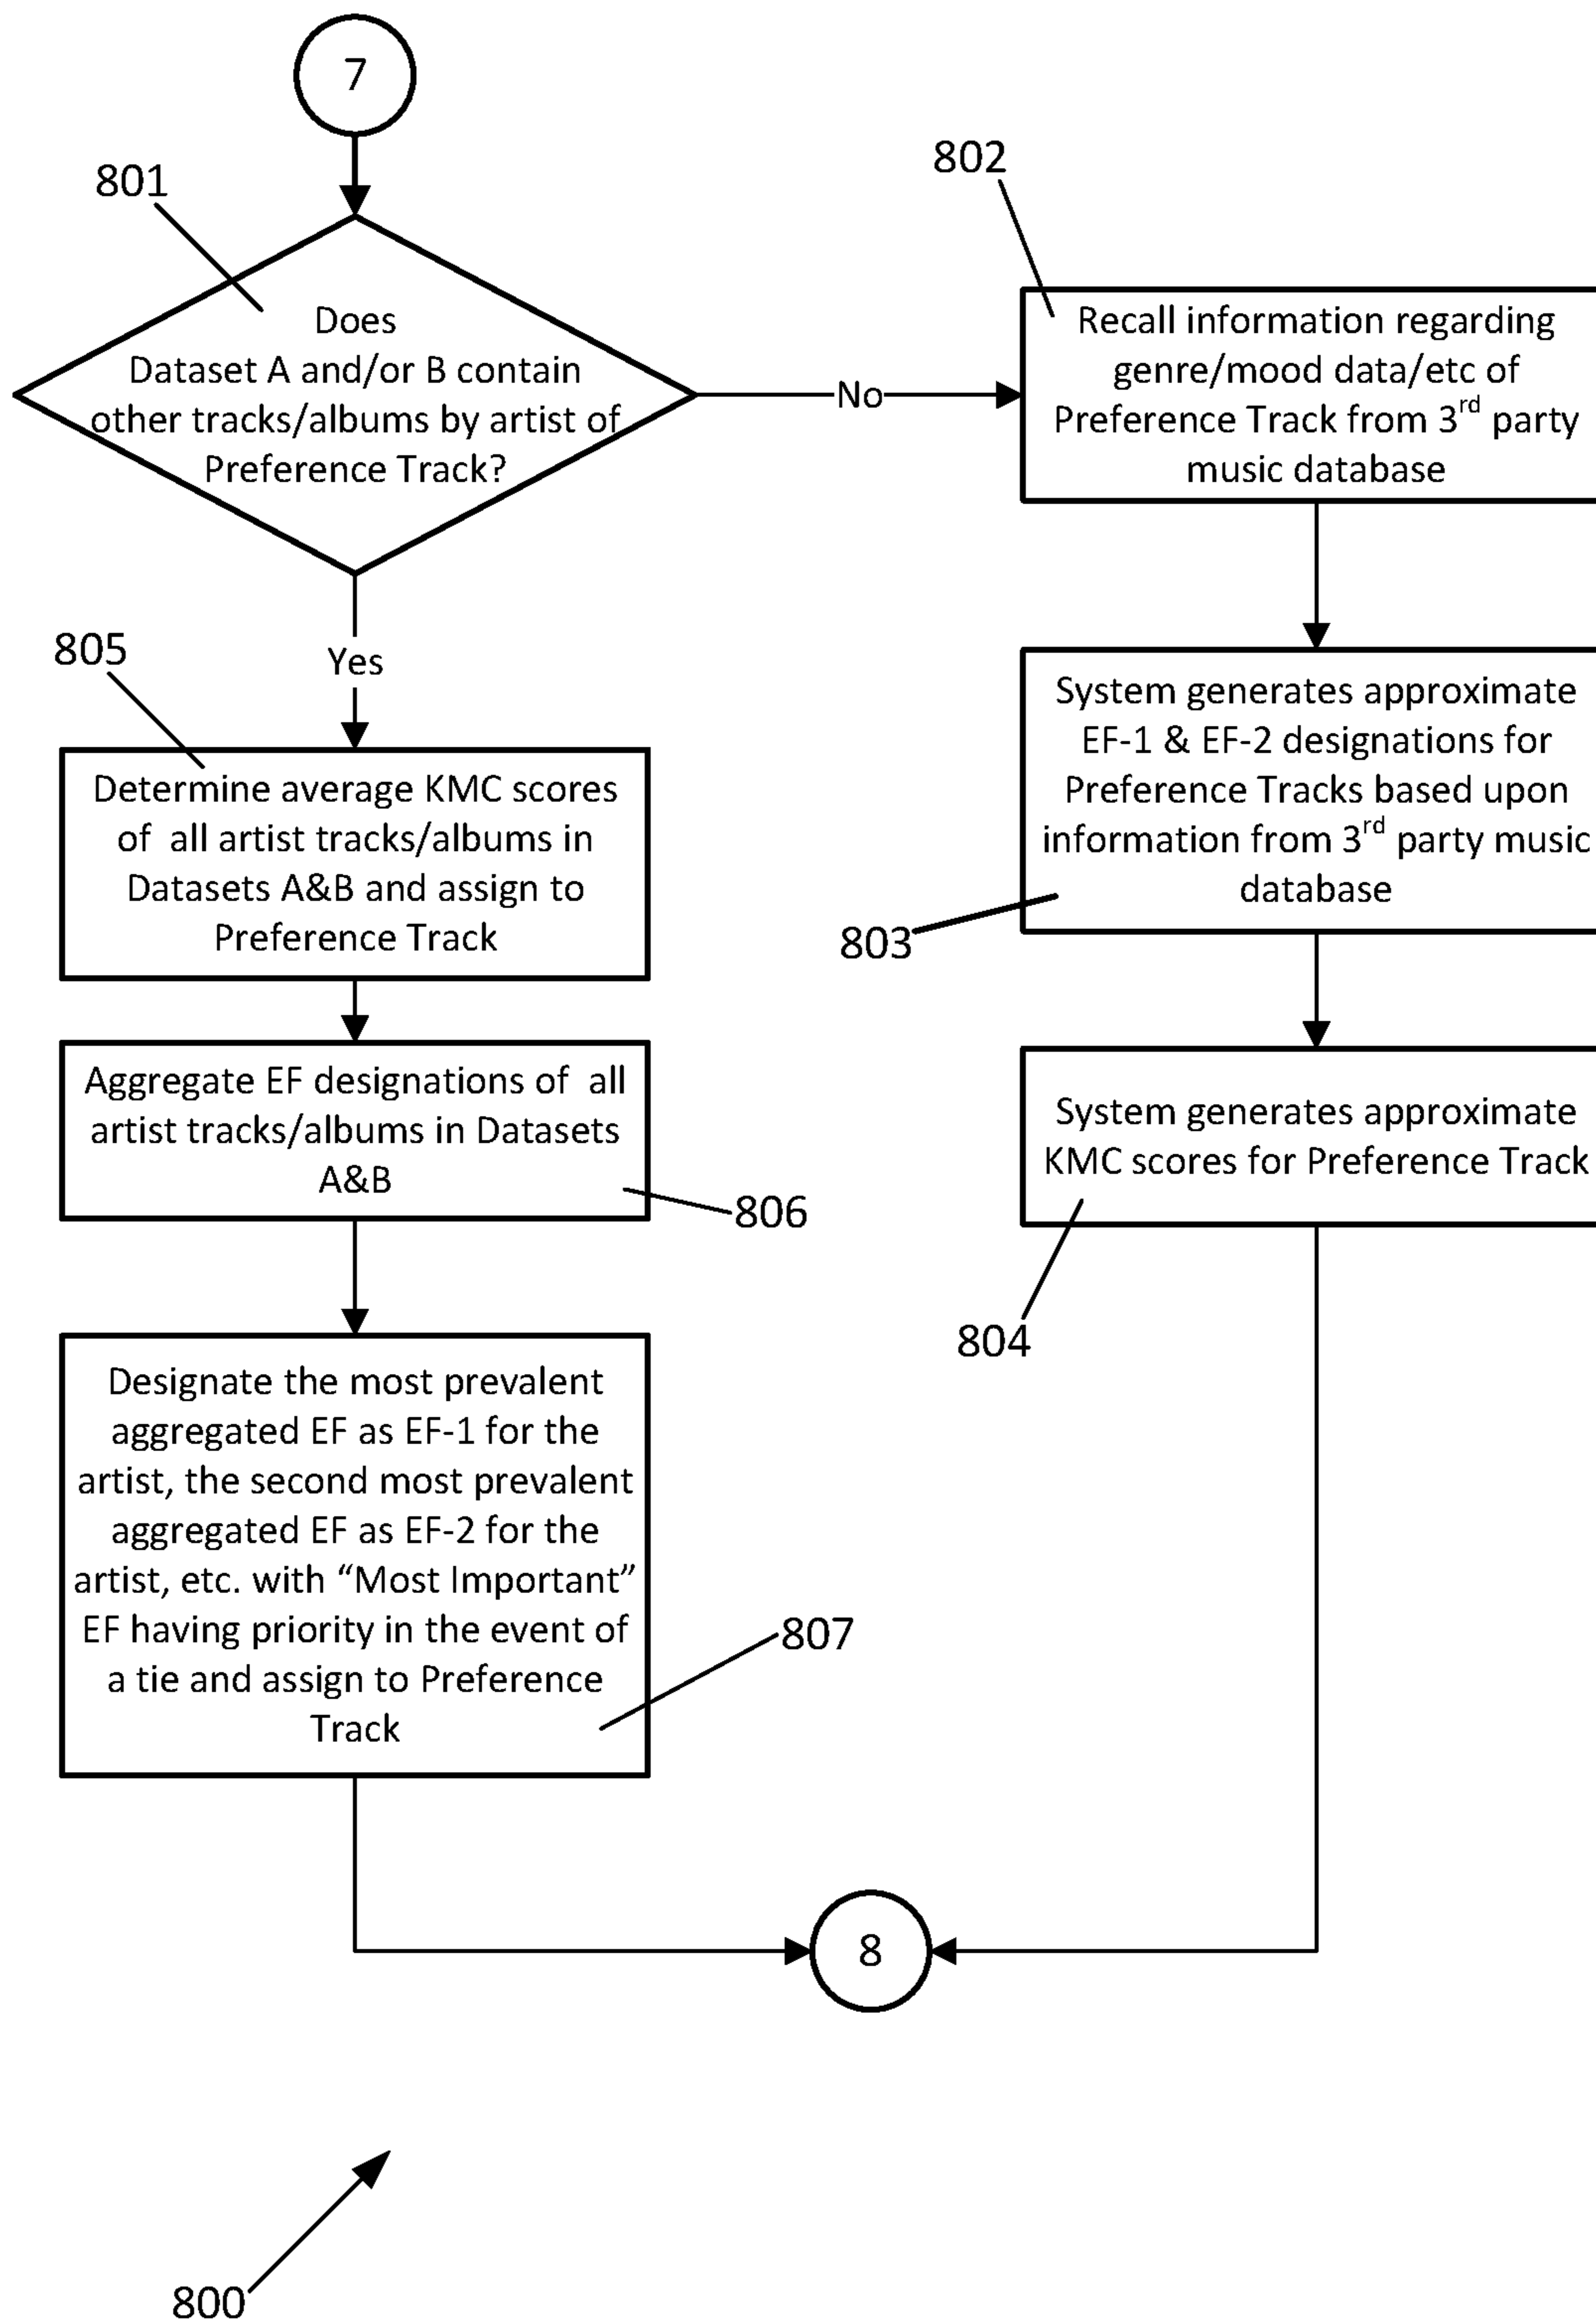 7
801
Does
Dataset A and/or B contain
other tracks/albums by artist of
Preference Track?
No
802
Recall information regarding
genre/mood data/etc of
Preference Track from 3rd party
music database
Yes
805
Determine average KMC scores
of all artist tracks/albums in
Datasets A&B and assign to
Preference Track
System generates approximate
EF-1 & EF-2 designations for
Preference Tracks based upon
information from 3rd party music
database
803
Aggregate EF designations of all
artist tracks/albums in Datasets
A&B
806
System generates approximate
KMC scores for Preference Track
804
Designate the most prevalent
aggregated EF as EF-1 for the
artist, the second most prevalent
aggregated EF as EF-2 for the
artist, etc. with “Most Important”
EF having priority in the event of
a tie and assign to Preference
Track
807
8
800